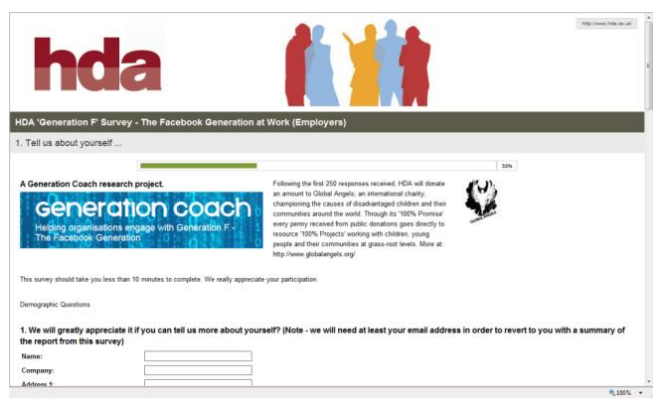 http://www.hda.co.uk/
hda
HDA 'Generation F' Survey - The Facebook Generation at Work (Employers)
1. Tell us about yourself ...
33%
A Generation Coach research project.
Generation coach
Helping organisations engage with Generation F -
The Facebook Generation
Following the first 250 responses received, HDA will donate
an amount to Global Angels, an international charity,
championing the causes of disadvantaged children and their
communities around the world. Through its '100% Promise'
every penny received from public donations goes directly to
resource '100% Projects' working with children, young
people and their communities at grass-root levels. More at:
http://www.globalangels.org/
GLOBAL ANGELS
This survey should take you less than 10 minutes to complete. We really appreciate your participation.
Demographic Questions
1. We will greatly appreciate it if you can tell us more about yourself? (Note - we will need at least your email address in order to revert to you with a summary of
the report from this survey)
Name:
Company:
Address 1:
100%